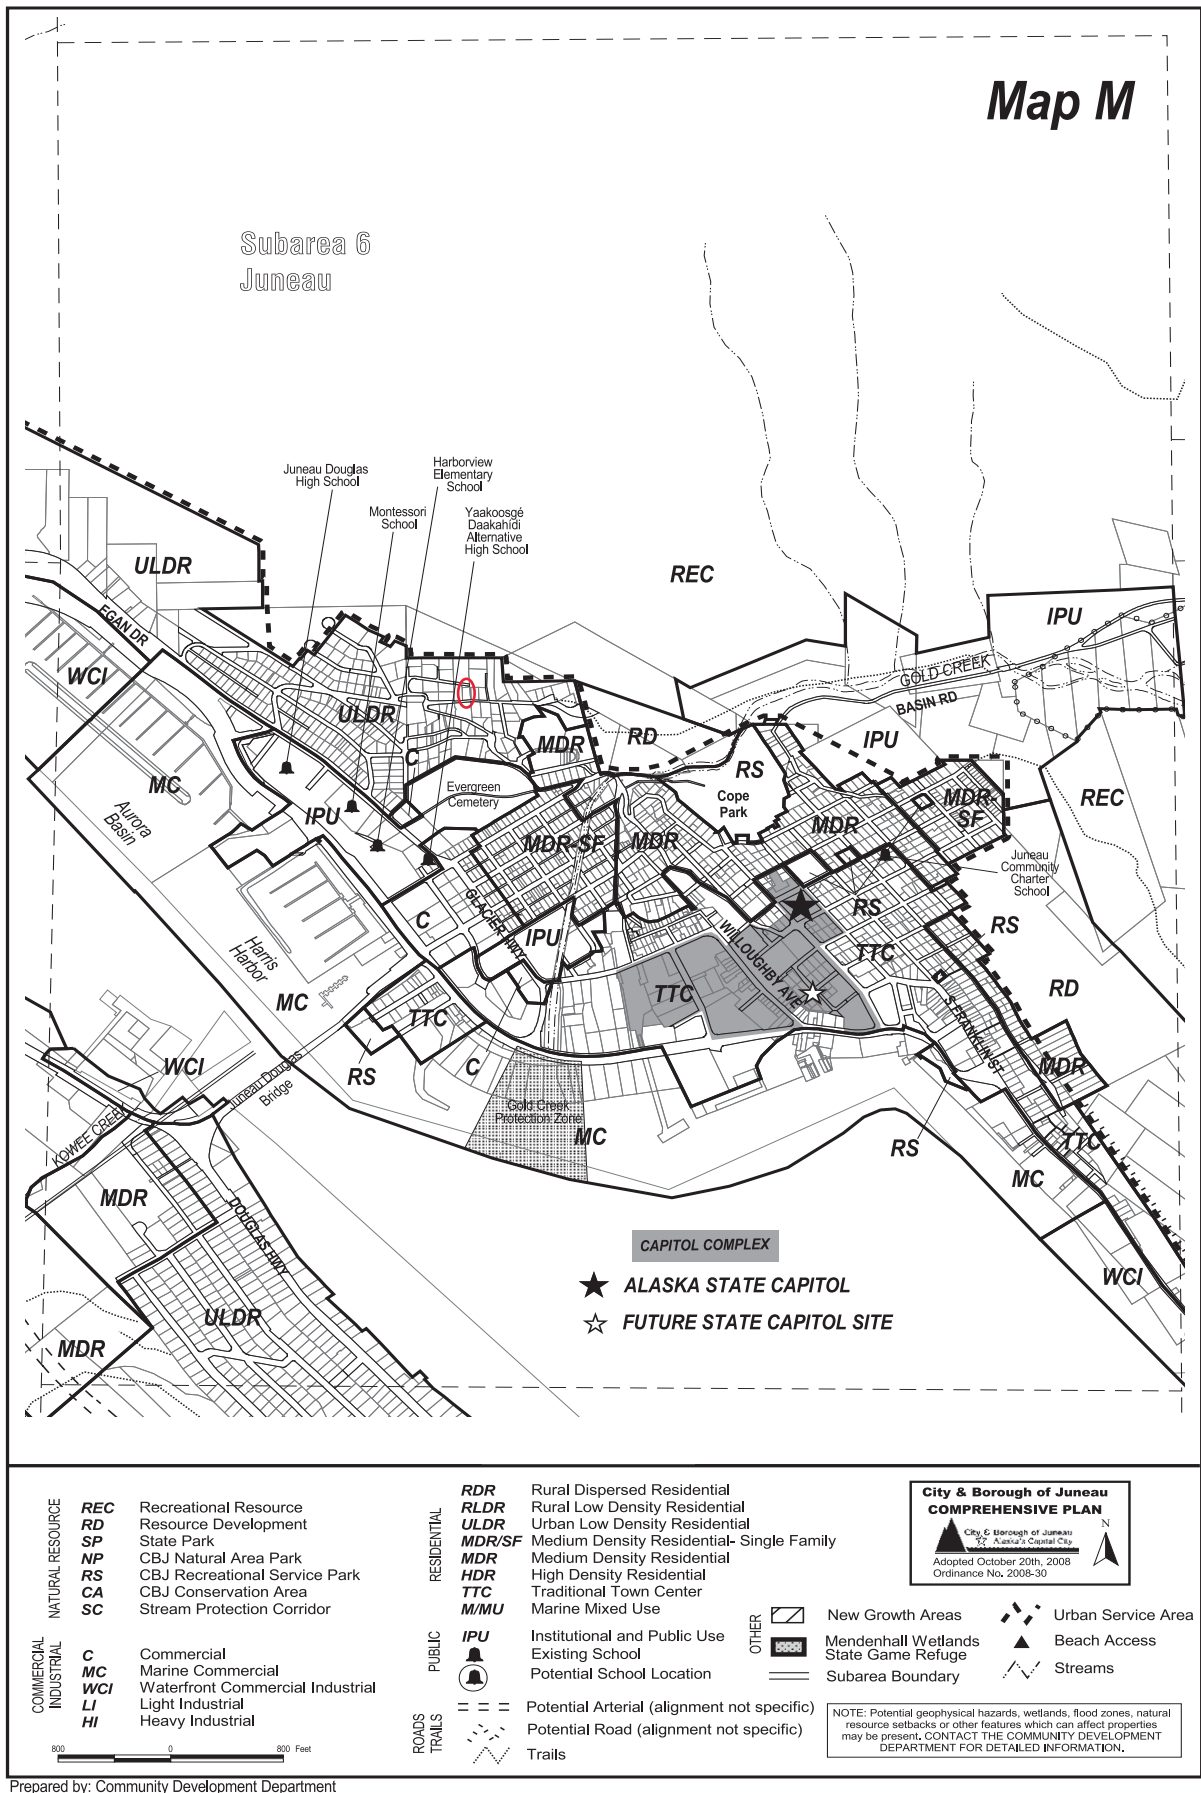 Map M
Subarea 6
Juneau
Juneau Douglas
High School
Harborview
Elementary
School
Montessori
School
Yaakoosgé
Daakahídi
Alternative
High School
ULDR
REC
IPU
EGAN DR
WCI
GOLD CREEK
BASIN RD
ULDR
MDR
RD
IPU
RS
C
MC
Evergreen
Cemetery
Cope
Park
MDR-
SF
REC
Aurora
Basin
IPU
MDR-SF
MDR
MDR
Juneau
Community
Charter
School
GLACIER HWY
C
RS
RS
Harris
Harbor
IPU
WILLOUGHBY AVE
TTC
MC
TTC
TTC
RD
S FRANKLIN ST
WCI
RS
C
MDR
Juneau Douglas
Bridge
Gold Creek
Protection Zone
MC
KOWEE CREEK
RS
TTC
MC
MDR
DOUGLAS HWY
WCI
ULDR
MDR
CAPITOL COMPLEX
ALASKA STATE CAPITOL
FUTURE STATE CAPITOL SITE
NATURAL RESOURCE
REC Recreational Resource
RD Resource Development
SP State Park
NP CBJ Natural Area Park
RS CBJ Recreational Service Park
CA CBJ Conservation Area
SC Stream Protection Corridor
COMMERCIAL
INDUSTRIAL
C Commercial
MC Marine Commercial
WCI Waterfront Commercial Industrial
LI Light Industrial
HI Heavy Industrial
800 0 800 Feet
RESIDENTIAL
RDR Rural Dispersed Residential
RLDR Rural Low Density Residential
ULDR Urban Low Density Residential
MDR/SF Medium Density Residential- Single Family
MDR Medium Density Residential
HDR High Density Residential
TTC Traditional Town Center
M/MU Marine Mixed Use
PUBLIC
IPU Institutional and Public Use
Existing School
Potential School Location
ROADS
TRAILS
Potential Arterial (alignment not specific)
Potential Road (alignment not specific)
Trails
OTHER
New Growth Areas
Mendenhall Wetlands
State Game Refuge
Subarea Boundary
Urban Service Area
Beach Access
Streams
City & Borough of Juneau
COMPREHENSIVE PLAN
City & Borough of Juneau
Alaska's Capital City
N
Adopted October 20th, 2008
Ordinance No. 2008-30
NOTE: Potential geophysical hazards, wetlands, flood zones, natural
resource setbacks or other features which can affect properties
may be present. CONTACT THE COMMUNITY DEVELOPMENT
DEPARTMENT FOR DETAILED INFORMATION.
Prepared by: Community Development Department